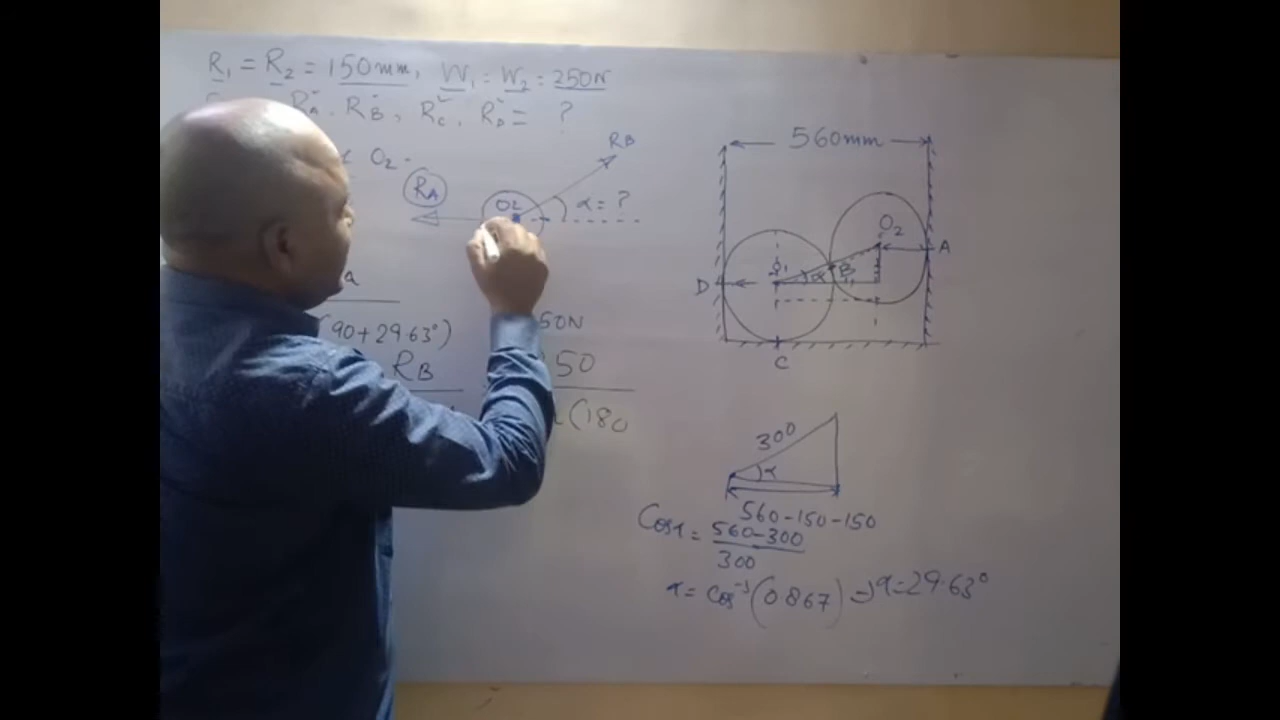 R₁ = R₂ = 150mm, W₁ = W₂ = 250N
RA, RB, RC, RD = ?
O₂
RB
RA
O₂
α = ?
(90+29.63°)
50N
RB
50
(180
560mm
O₂
A
O₁
α
B
D
C
300
α
560-150-150
Cosα = 560-300
300
α = Cos⁻¹(0.867) ⇒ α = 29.63°